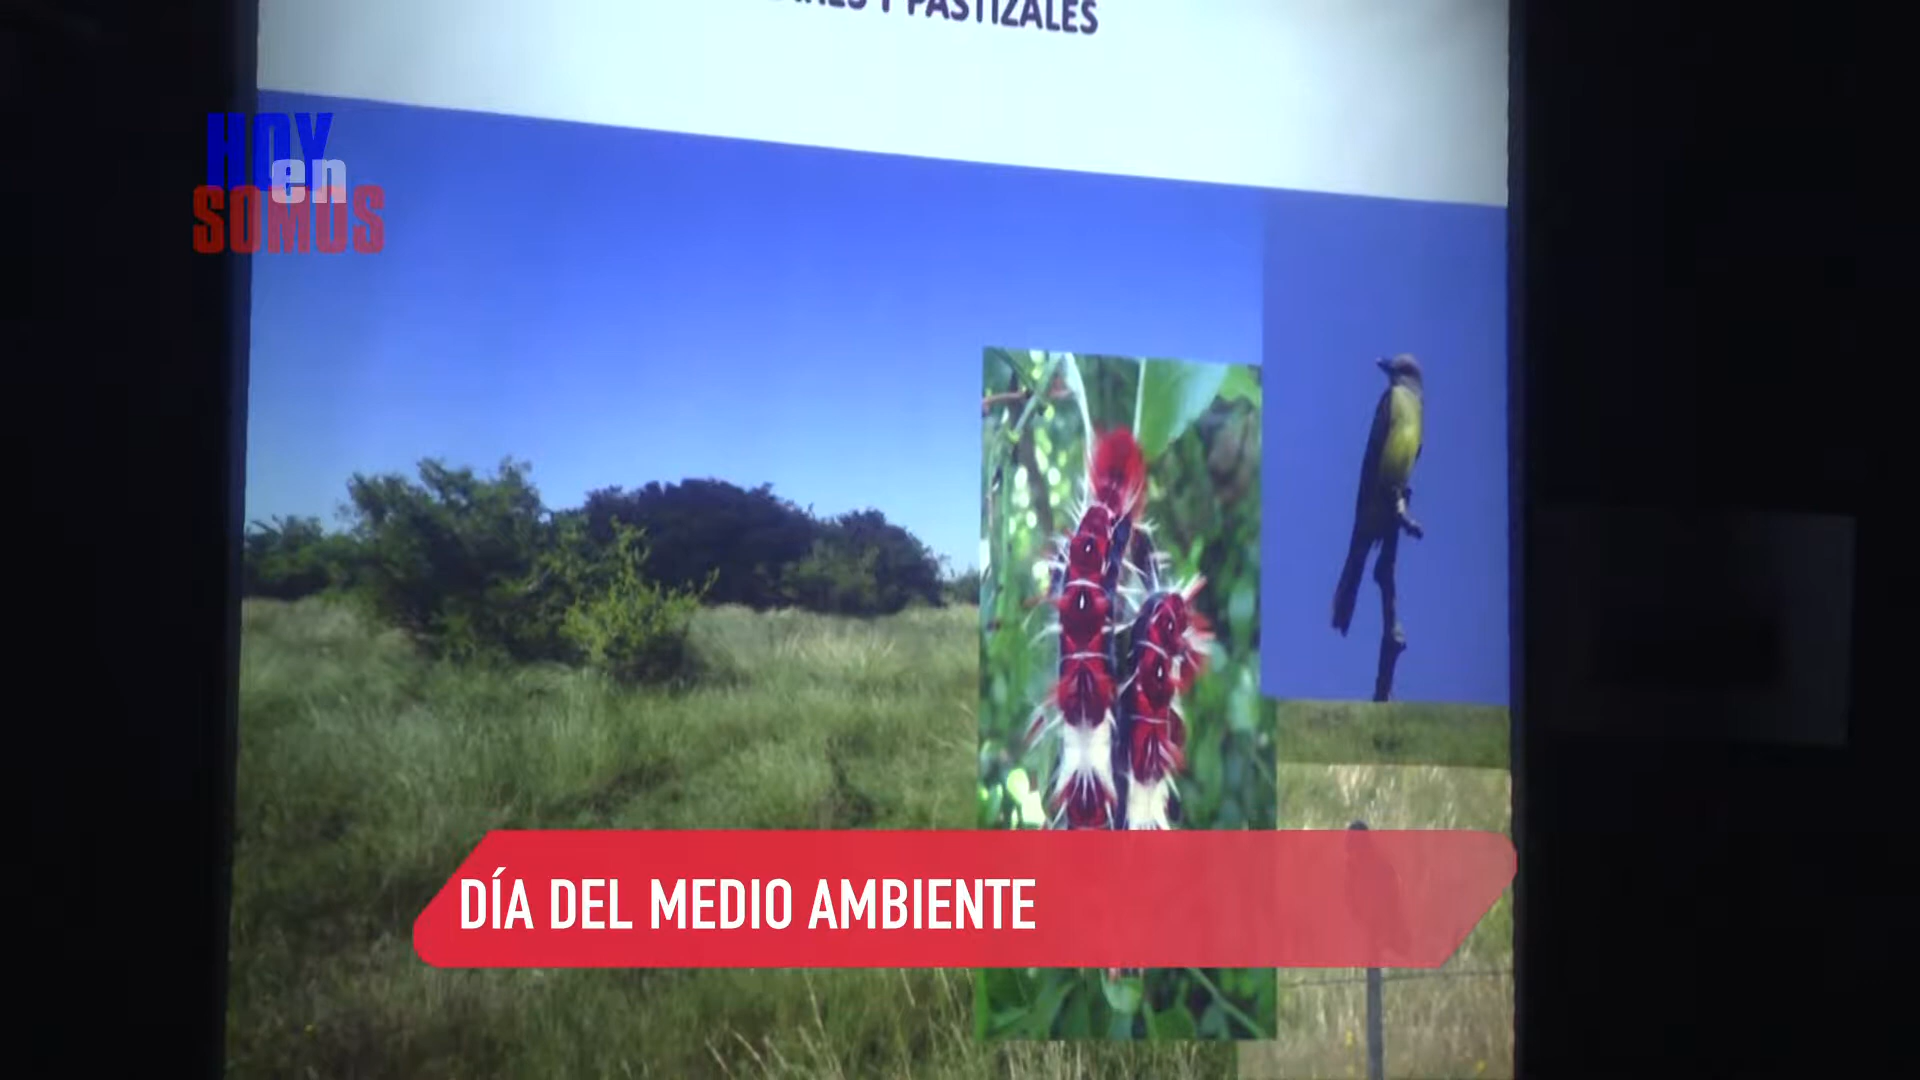 Y PASTIZALES
HOY
en
SOMOS
DÍA DEL MEDIO AMBIENTE